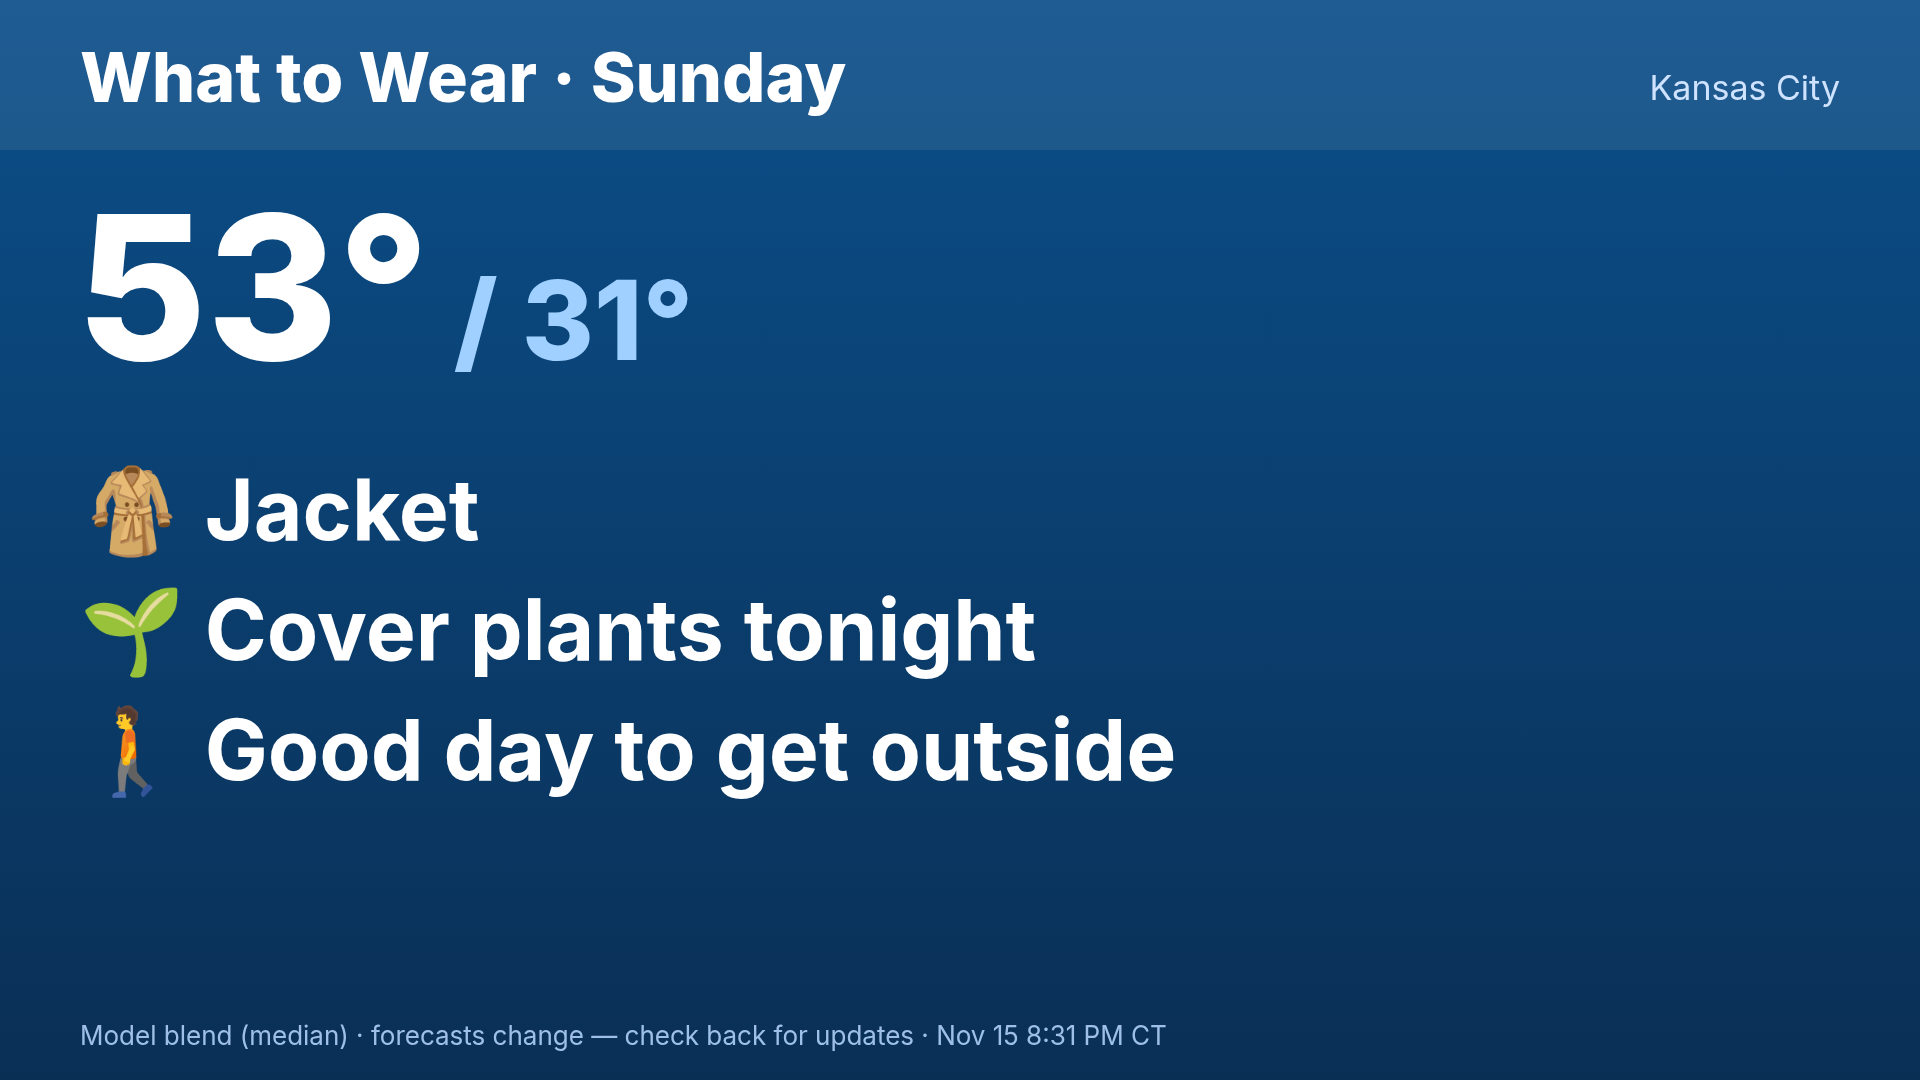 What to Wear · Sunday
Kansas City
53° / 31°
Jacket
Cover plants tonight
Good day to get outside
Model blend (median) · forecasts change — check back for updates · Nov 15 8:31 PM CT